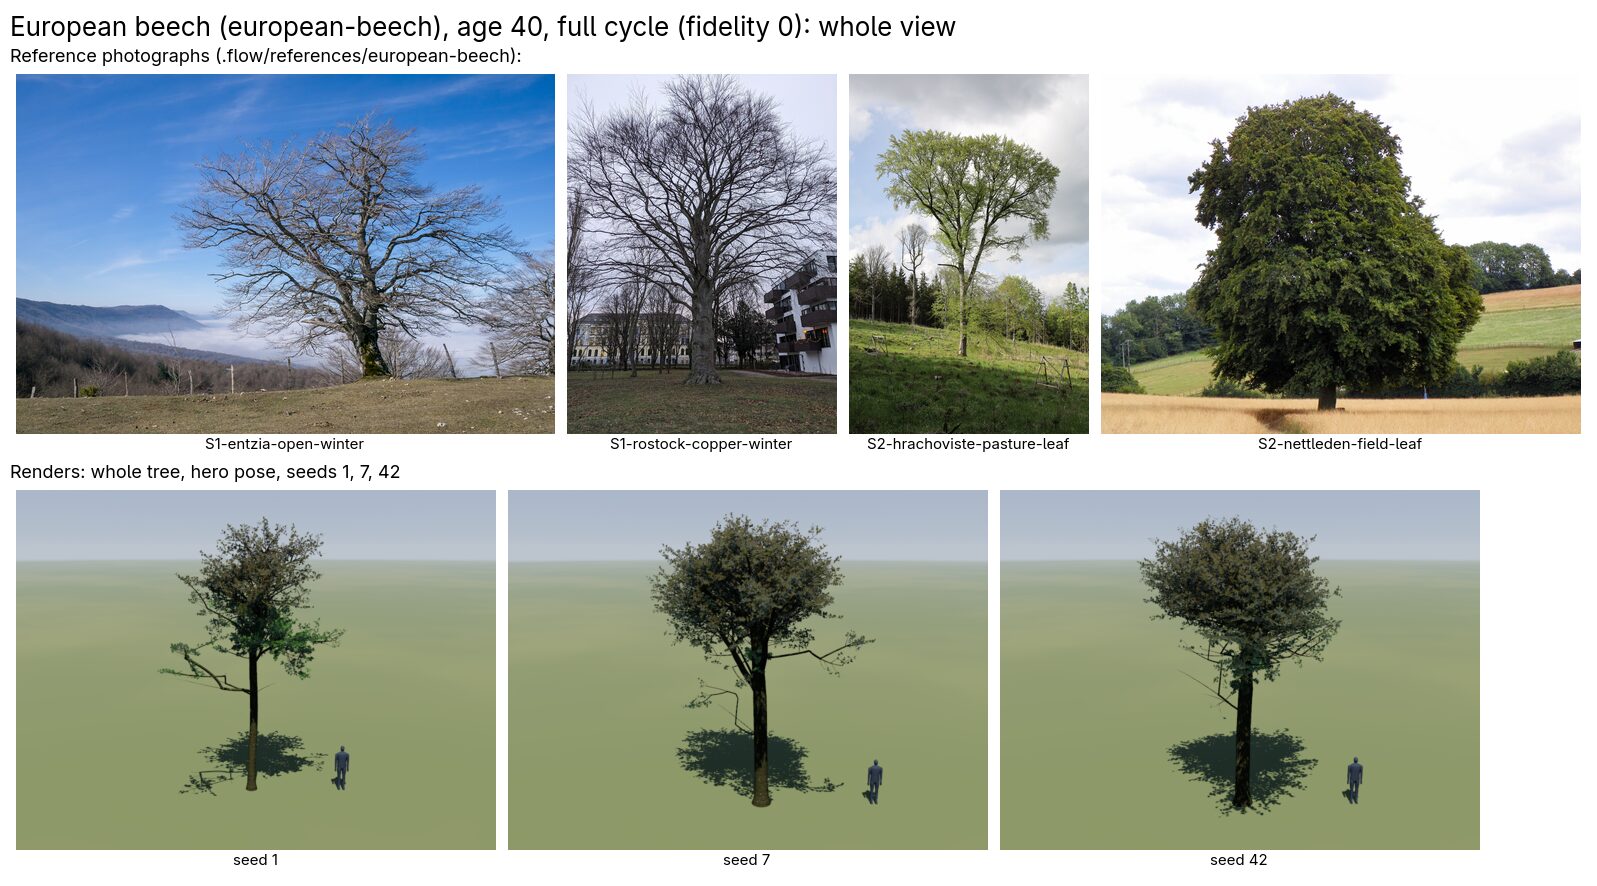 European beech (european-beech), age 40, full cycle (fidelity 0): whole view
Reference photographs (.flow/references/european-beech):
S1-entzia-open-winter
S1-rostock-copper-winter
S2-hrachoviste-pasture-leaf
S2-nettleden-field-leaf
Renders: whole tree, hero pose, seeds 1, 7, 42
seed 1
seed 7
seed 42